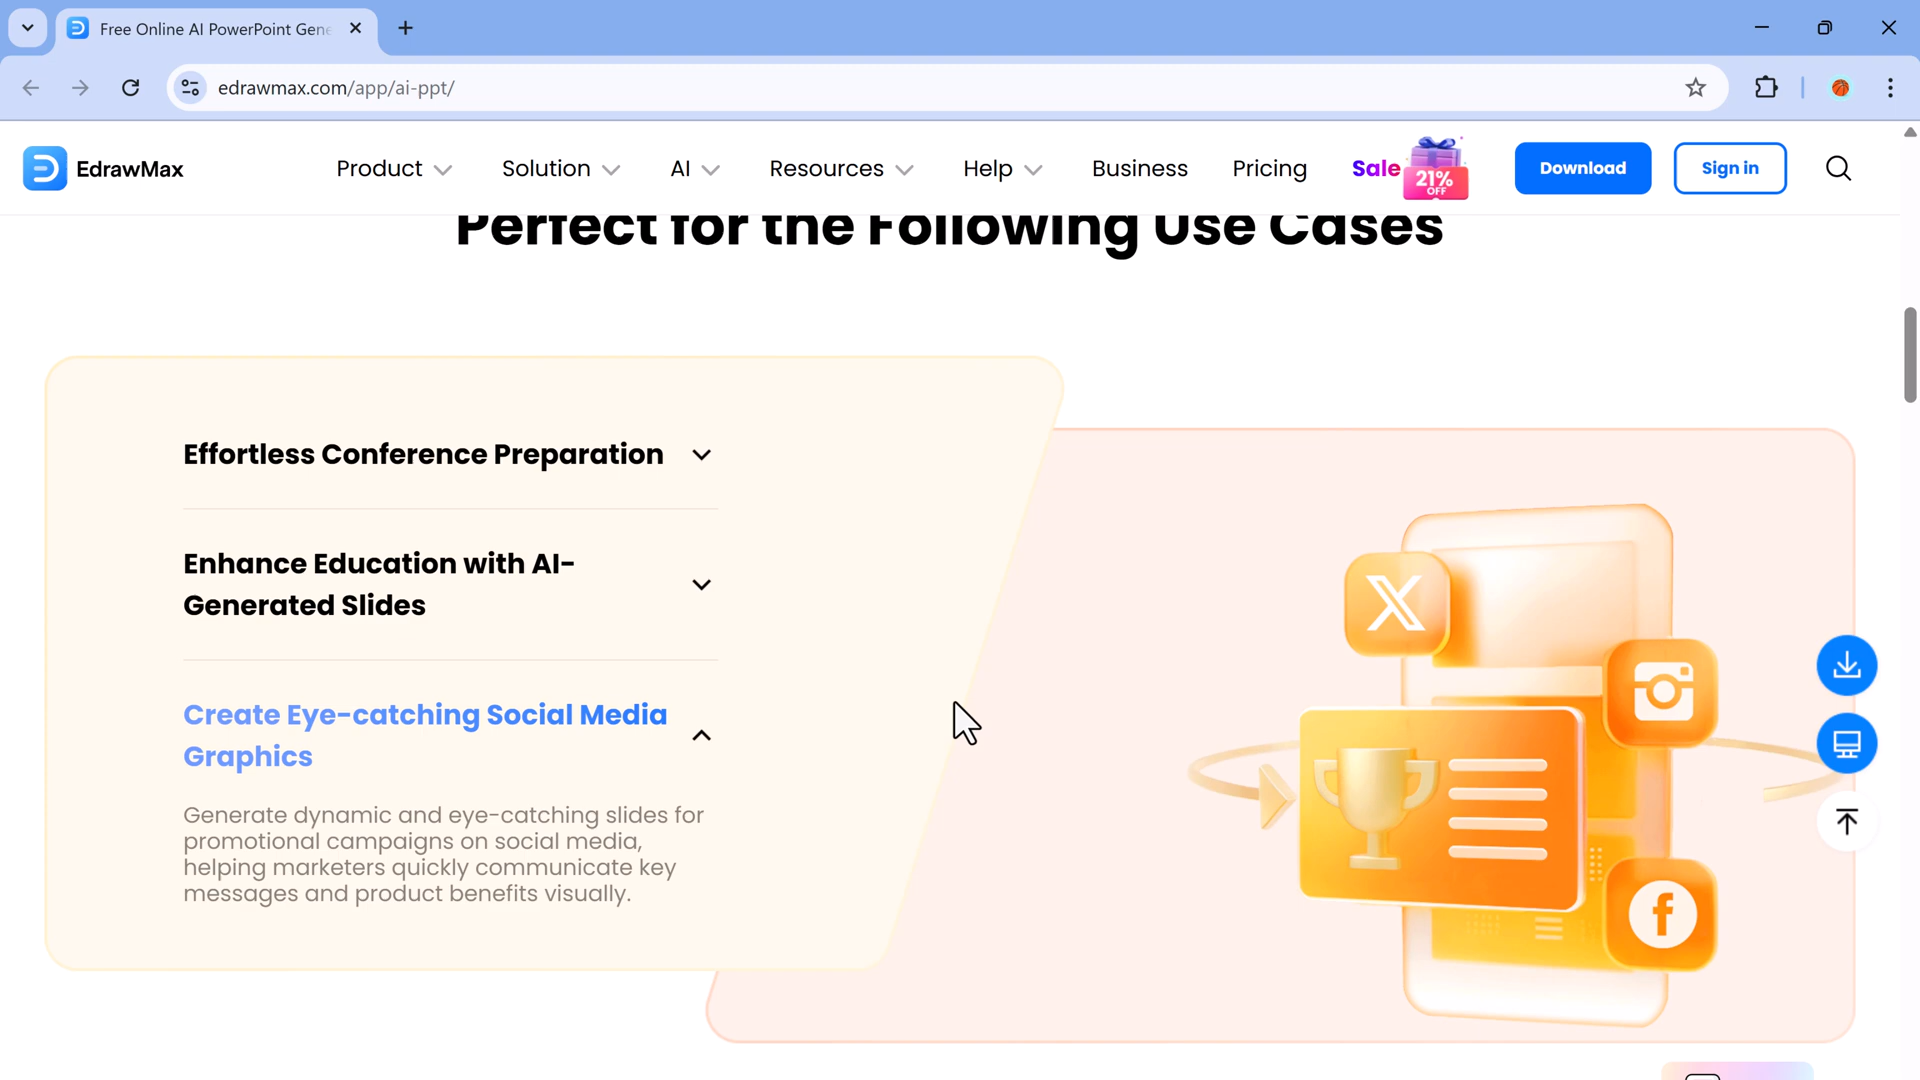 Free Online AI PowerPoint Gene
edrawmax.com/app/ai-ppt/
EdrawMax
Product
Solution
AI
Resources
Help
Business
Pricing
Sale
21%
OFF
Download
Sign in
Perfect for the Following Use Cases
Effortless Conference Preparation
Enhance Education with AI-
Generated Slides
Create Eye-catching Social Media
Graphics
Generate dynamic and eye-catching slides for
promotional campaigns on social media,
helping marketers quickly communicate key
messages and product benefits visually.